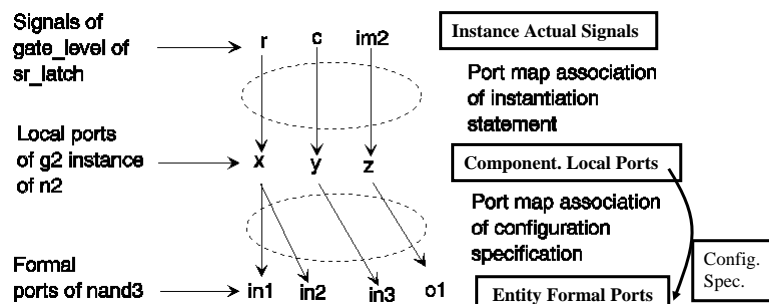 Signals of
gate_level of
sr_latch
r c im2
Instance Actual Signals
Port map association
of instantiation
statement
Local ports
of g2 instance
of n2
x y z
Component. Local Ports
Port map association
of configuration
specification
Config.
Spec.
Formal
ports of nand3
in1 in2 in3 o1
Entity Formal Ports